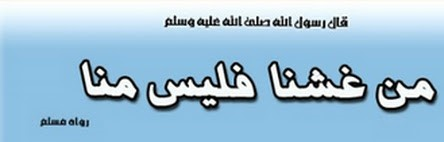 قال رسول الله صلى الله عليه وسلم
من غشنا فليس منا
رواه مسلم